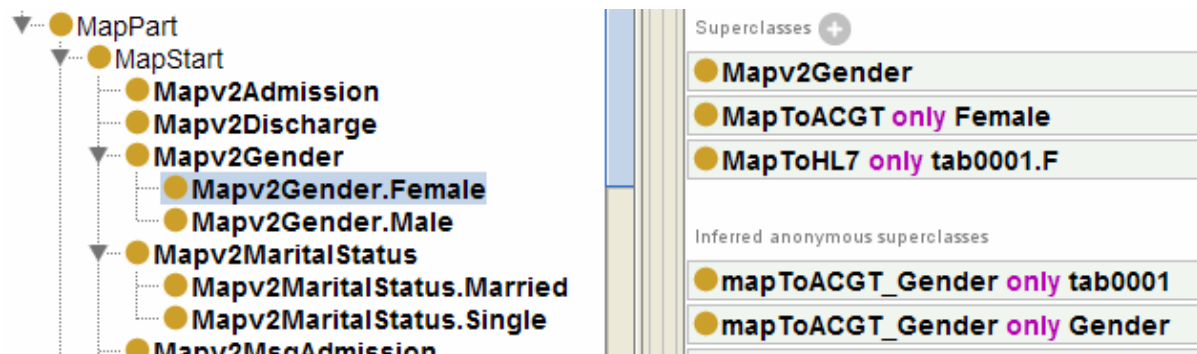 MapPart
MapStart
Mapv2Admission
Mapv2Discharge
Mapv2Gender
Mapv2Gender.Female
Mapv2Gender.Male
Mapv2MaritalStatus
Mapv2MaritalStatus.Married
Mapv2MaritalStatus.Single
Mapv2MsgAdmission
Superclasses
Mapv2Gender
MapToACGT only Female
MapToHL7 only tab0001.F
Inferred anonymous superclasses
mapToACGT_Gender only tab0001
mapToACGT_Gender only Gender